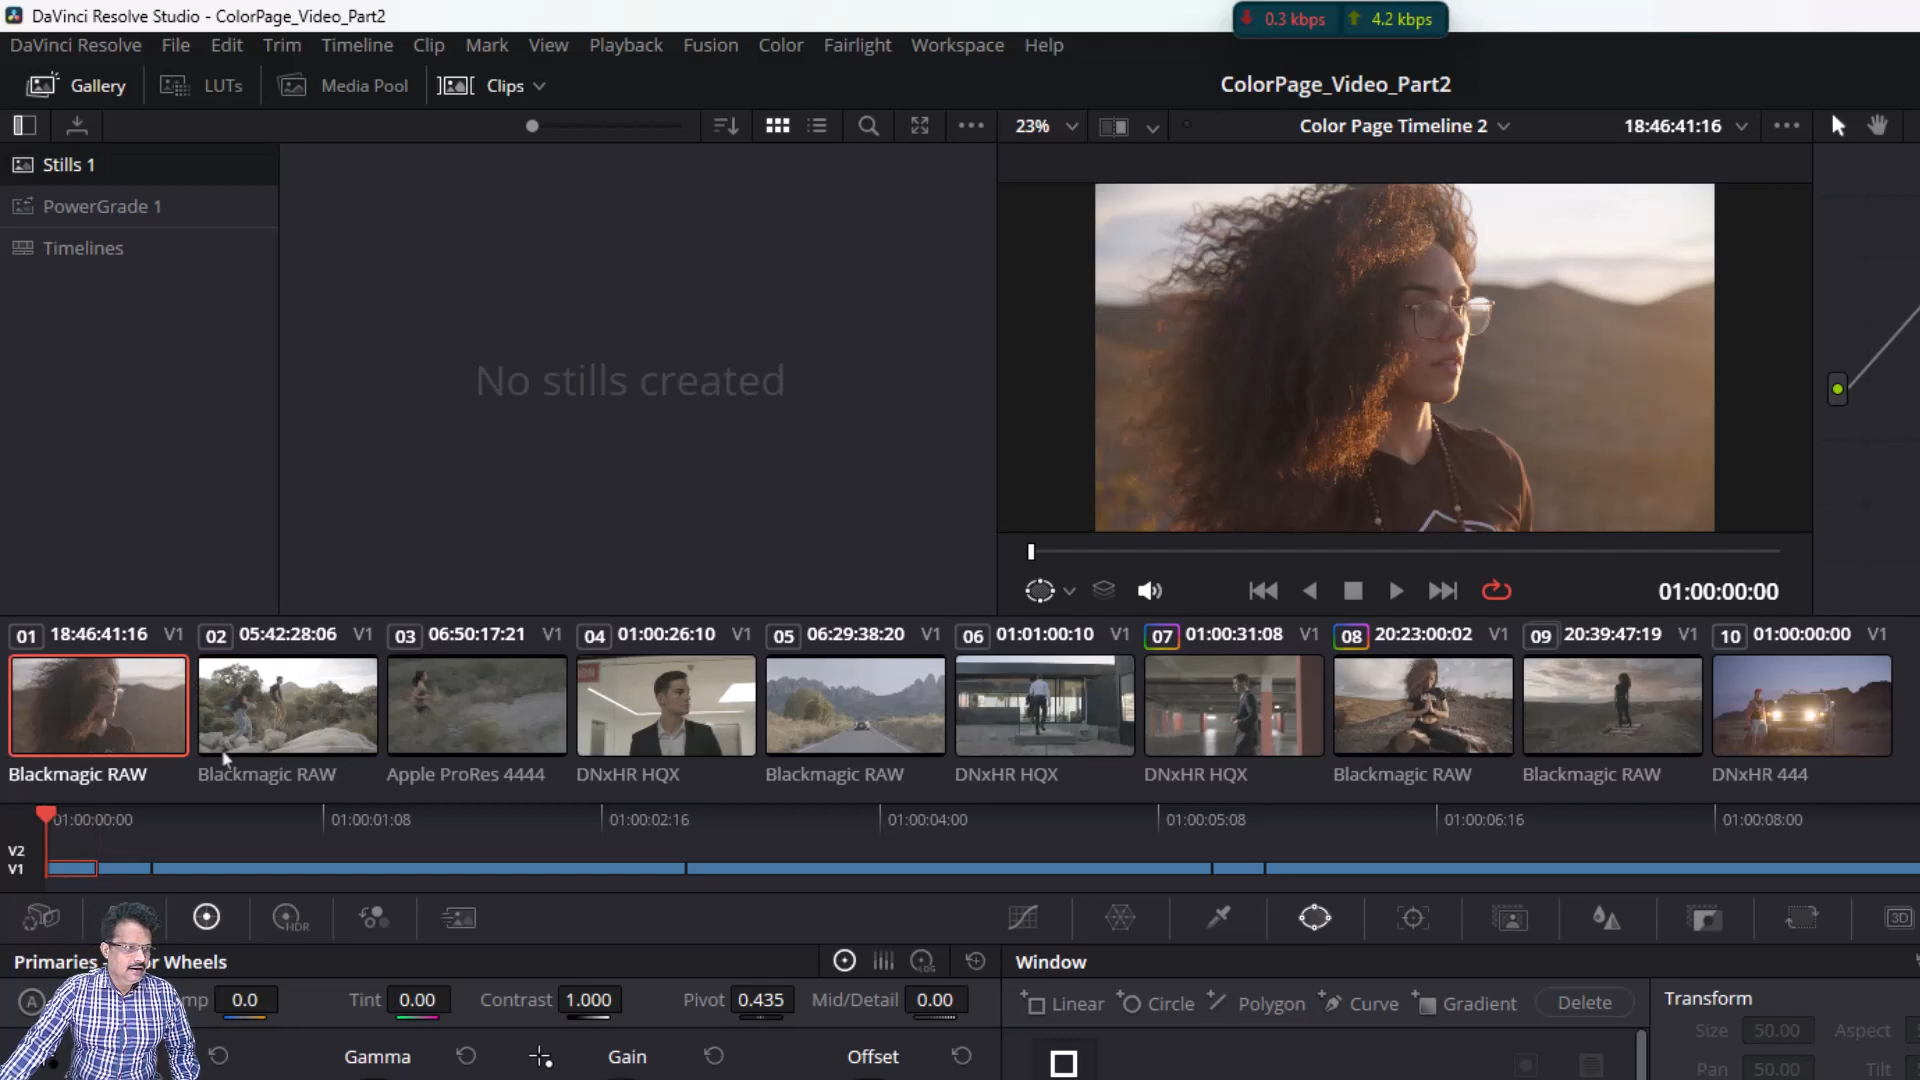 DaVinci Resolve Studio - ColorPage_Video_Part2
0.3 kbps 4.2 kbps
DaVinci Resolve File Edit Trim Timeline Clip Mark View Playback Fusion Color Fairlight Workspace Help
Gallery LUTs Media Pool Clips
ColorPage_Video_Part2
23% Color Page Timeline 2 18:46:41:16
Stills 1
PowerGrade 1
Timelines
No stills created
01:00:00:00
01 18:46:41:16 V1 02 05:42:28:06 V1 03 06:50:17:21 V1 04 01:00:26:10 V1 05 06:29:38:20 V1 06 01:01:00:10 V1 07 01:00:31:08 V1 08 20:23:00:02 V1 09 20:39:47:19 V1 10 01:00:00:00 V1
Blackmagic RAW Blackmagic RAW Apple ProRes 4444 DNxHR HQX Blackmagic RAW DNxHR HQX DNxHR HQX Blackmagic RAW Blackmagic RAW DNxHR 444
01:00:00:00 01:00:01:08 01:00:02:16 01:00:04:00 01:00:05:08 01:00:06:16 01:00:08:00
V2
V1
HDR 3D
Primaries - or Wheels LOG Window
A mp 0.0 Tint 0.00 Contrast 1.000 Pivot 0.435 Mid/Detail 0.00 Linear Circle Polygon Curve Gradient Delete Transform
Size 50.00 Aspect
Gamma Gain Offset
Pan 50.00 Tilt